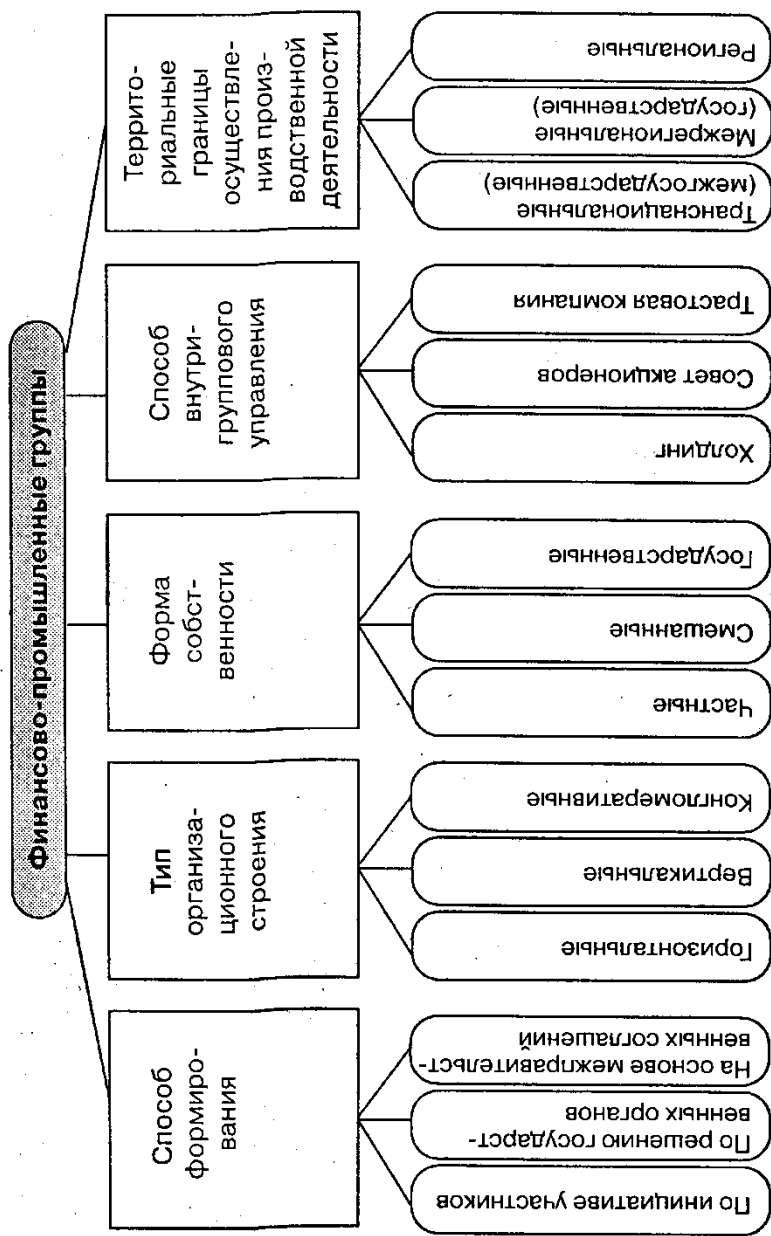 Финансово-промышленные группы
Способ
формиро-
вания
По инициативе участников
По решению государст-
венных органов
На основе межправительст-
венных соглашений
Тип
организа-
ционного
строения
Горизонтальные
Вертикальные
Конгломеративные
Форма
собст-
венности
Частные
Смешанные
Государственные
Способ
внутри-
группового
управления
Холдинг
Совет акционеров
Трастовая компания
Террито-
риальные
границы
осуществле-
ния произ-
водственной
деятельности
Транснациональные
(межгосударственные)
Межрегиональные
(государственные)
Региональные